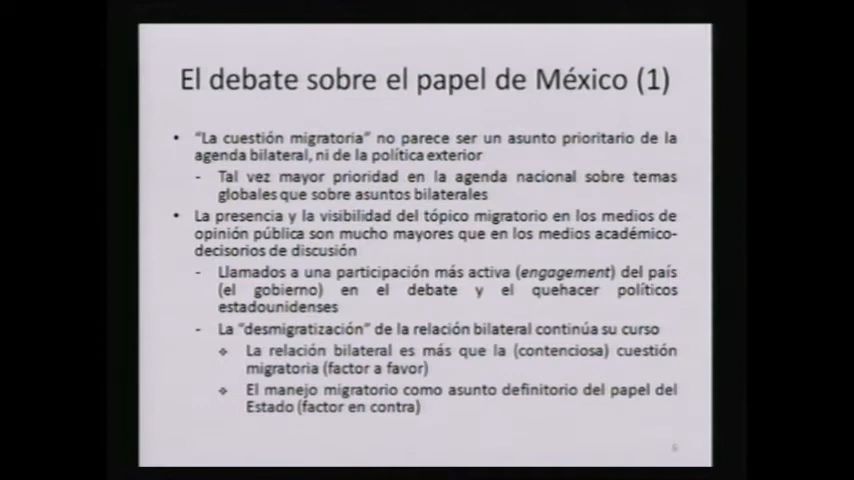 El debate sobre el papel de México (1)
• "La cuestión migratoria" no parece ser un asunto prioritario de la
agenda bilateral, ni de la política exterior
- Tal vez mayor prioridad en la agenda nacional sobre temas
globales que sobre asuntos bilaterales
• La presencia y la visibilidad del tópico migratorio en los medios de
opinión pública son mucho mayores que en los medios académico-
decisorios de discusión
- Llamados a una participación más activa (engagement) del país
(el gobierno) en el debate y el quehacer políticos
estadounidenses
- La "desmigratización" de la relación bilateral continúa su curso
❖ La relación bilateral es más que la (contenciosa) cuestión
migratoria (factor a favor)
❖ El manejo migratorio como asunto definitorio del papel del
Estado (factor en contra)
6